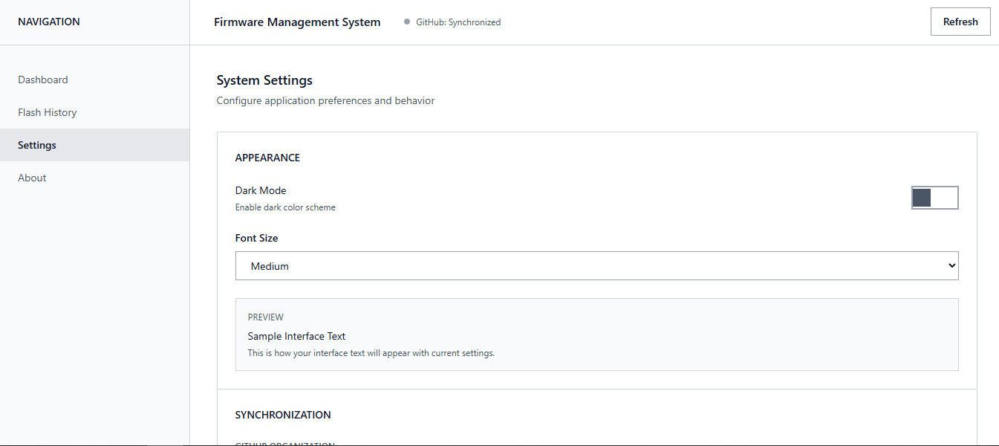 NAVIGATION
Firmware Management System
GitHub: Synchronized
Refresh
Dashboard
Flash History
Settings
About
System Settings
Configure application preferences and behavior
APPEARANCE
Dark Mode
Enable dark color scheme
Font Size
Medium
PREVIEW
Sample Interface Text
This is how your interface text will appear with current settings.
SYNCHRONIZATION
GITHUB ORGANIZATION